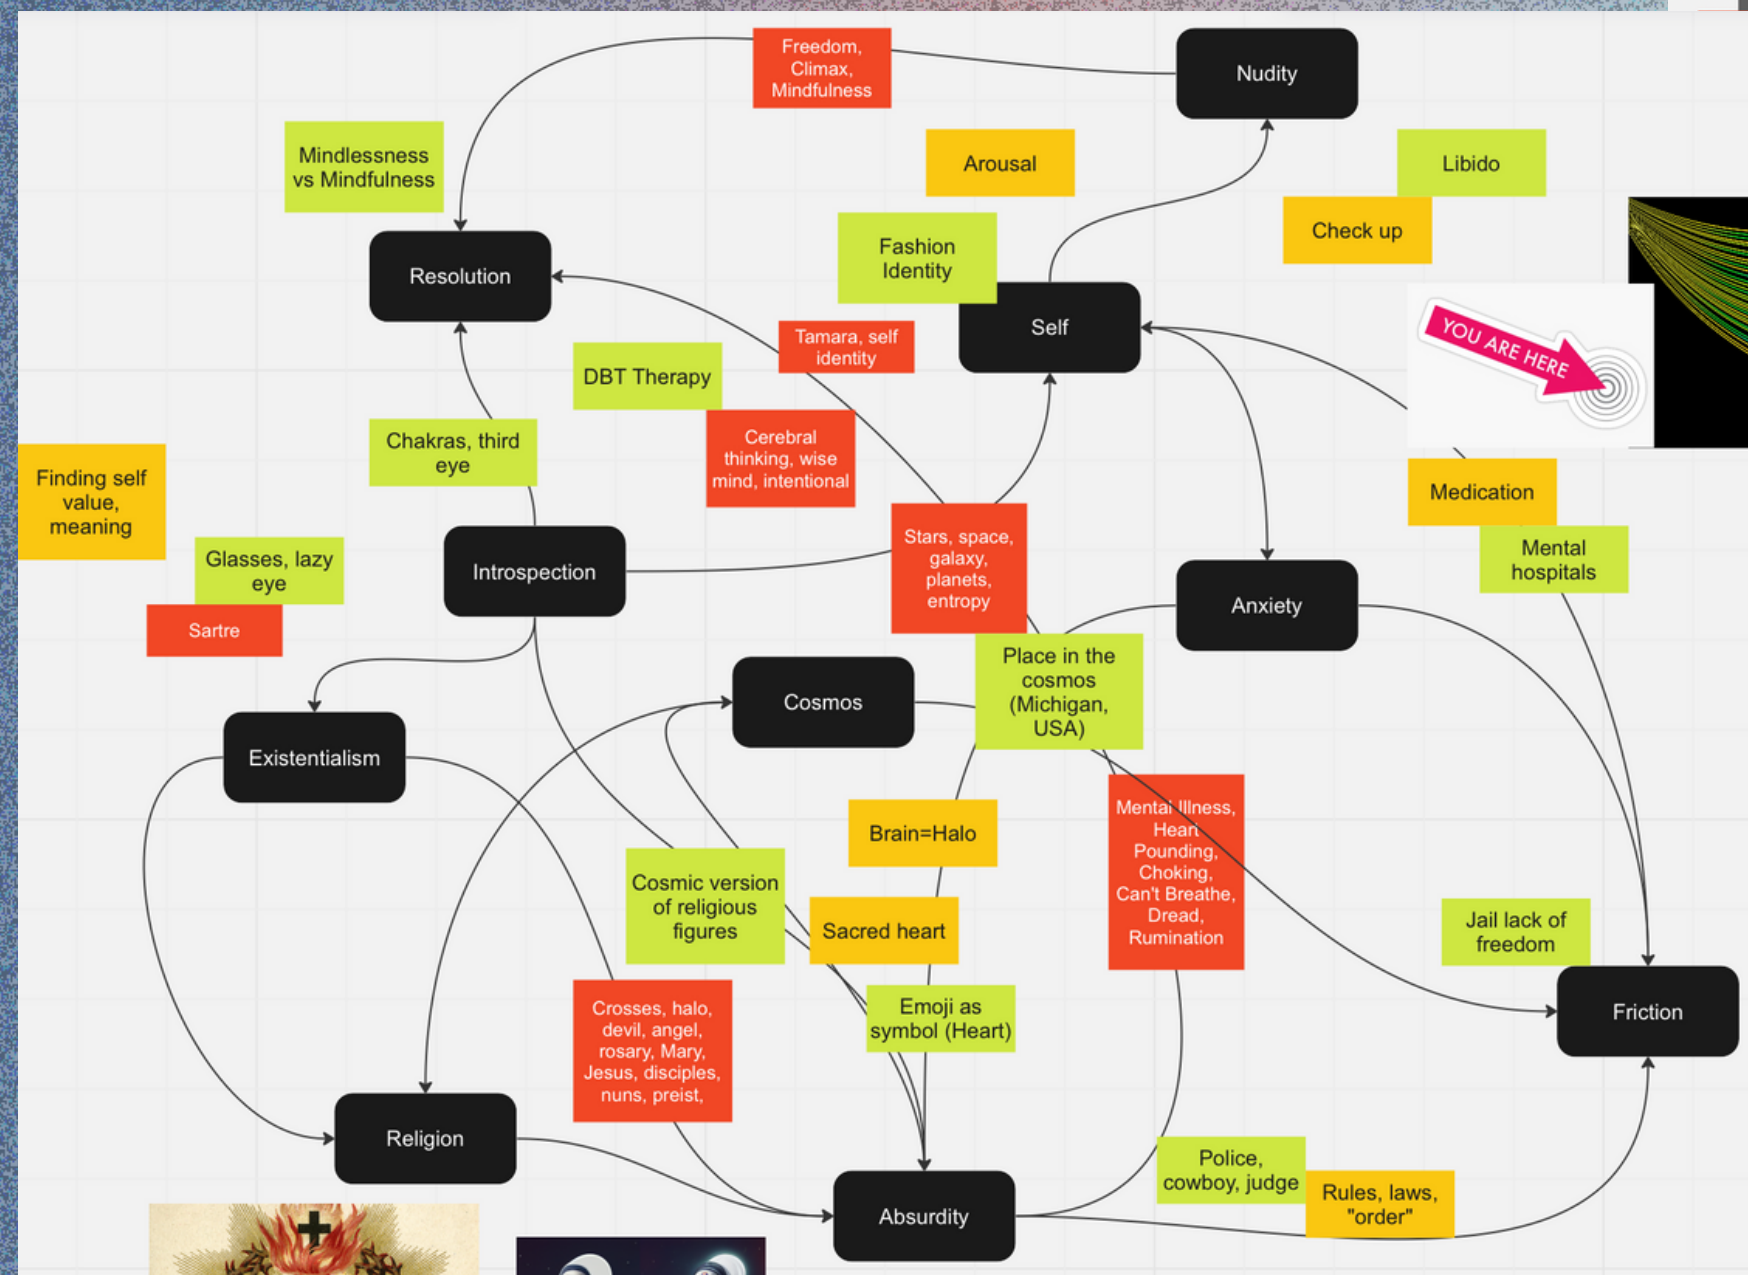 Freedom,
Climax,
Mindfulness
Nudity
Mindlessness
vs Mindfulness
Arousal
Libido
Check up
Fashion
Identity
Resolution
Self
Tamara, self
identity
YOU ARE HERE
DBT Therapy
Chakras, third
eye
Cerebral
thinking, wise
mind, intentional
Finding self
value,
meaning
Medication
Glasses, lazy
eye
Sartre
Introspection
Stars, space,
galaxy,
planets,
entropy
Mental
hospitals
Anxiety
Place in the
cosmos
(Michigan,
USA)
Cosmos
Existentialism
Brain=Halo
Mental Illness,
Heart
Pounding,
Choking,
Can't Breathe,
Dread,
Rumination
Cosmic version
of religious
figures
Sacred heart
Jail lack of
freedom
Crosses, halo,
devil, angel,
rosary, Mary,
Jesus, disciples,
nuns, preist,
Emoji as
symbol (Heart)
Friction
Religion
Police,
cowboy, judge
Rules, laws,
"order"
Absurdity